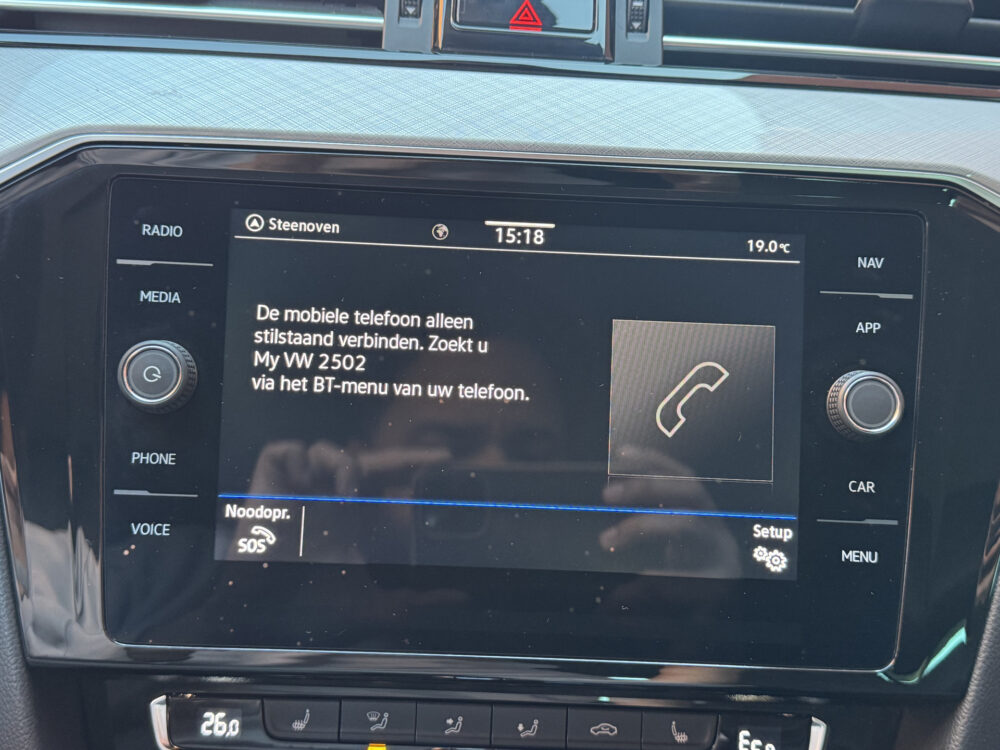 RADIO
MEDIA
PHONE
VOICE
Steenoven
15:18
19.0°C
De mobiele telefoon alleen
stilstaand verbinden. Zoekt u
My VW 2502
via het BT-menu van uw telefoon.
Noodopr.
SOS
Setup
NAV
APP
CAR
MENU
26.0